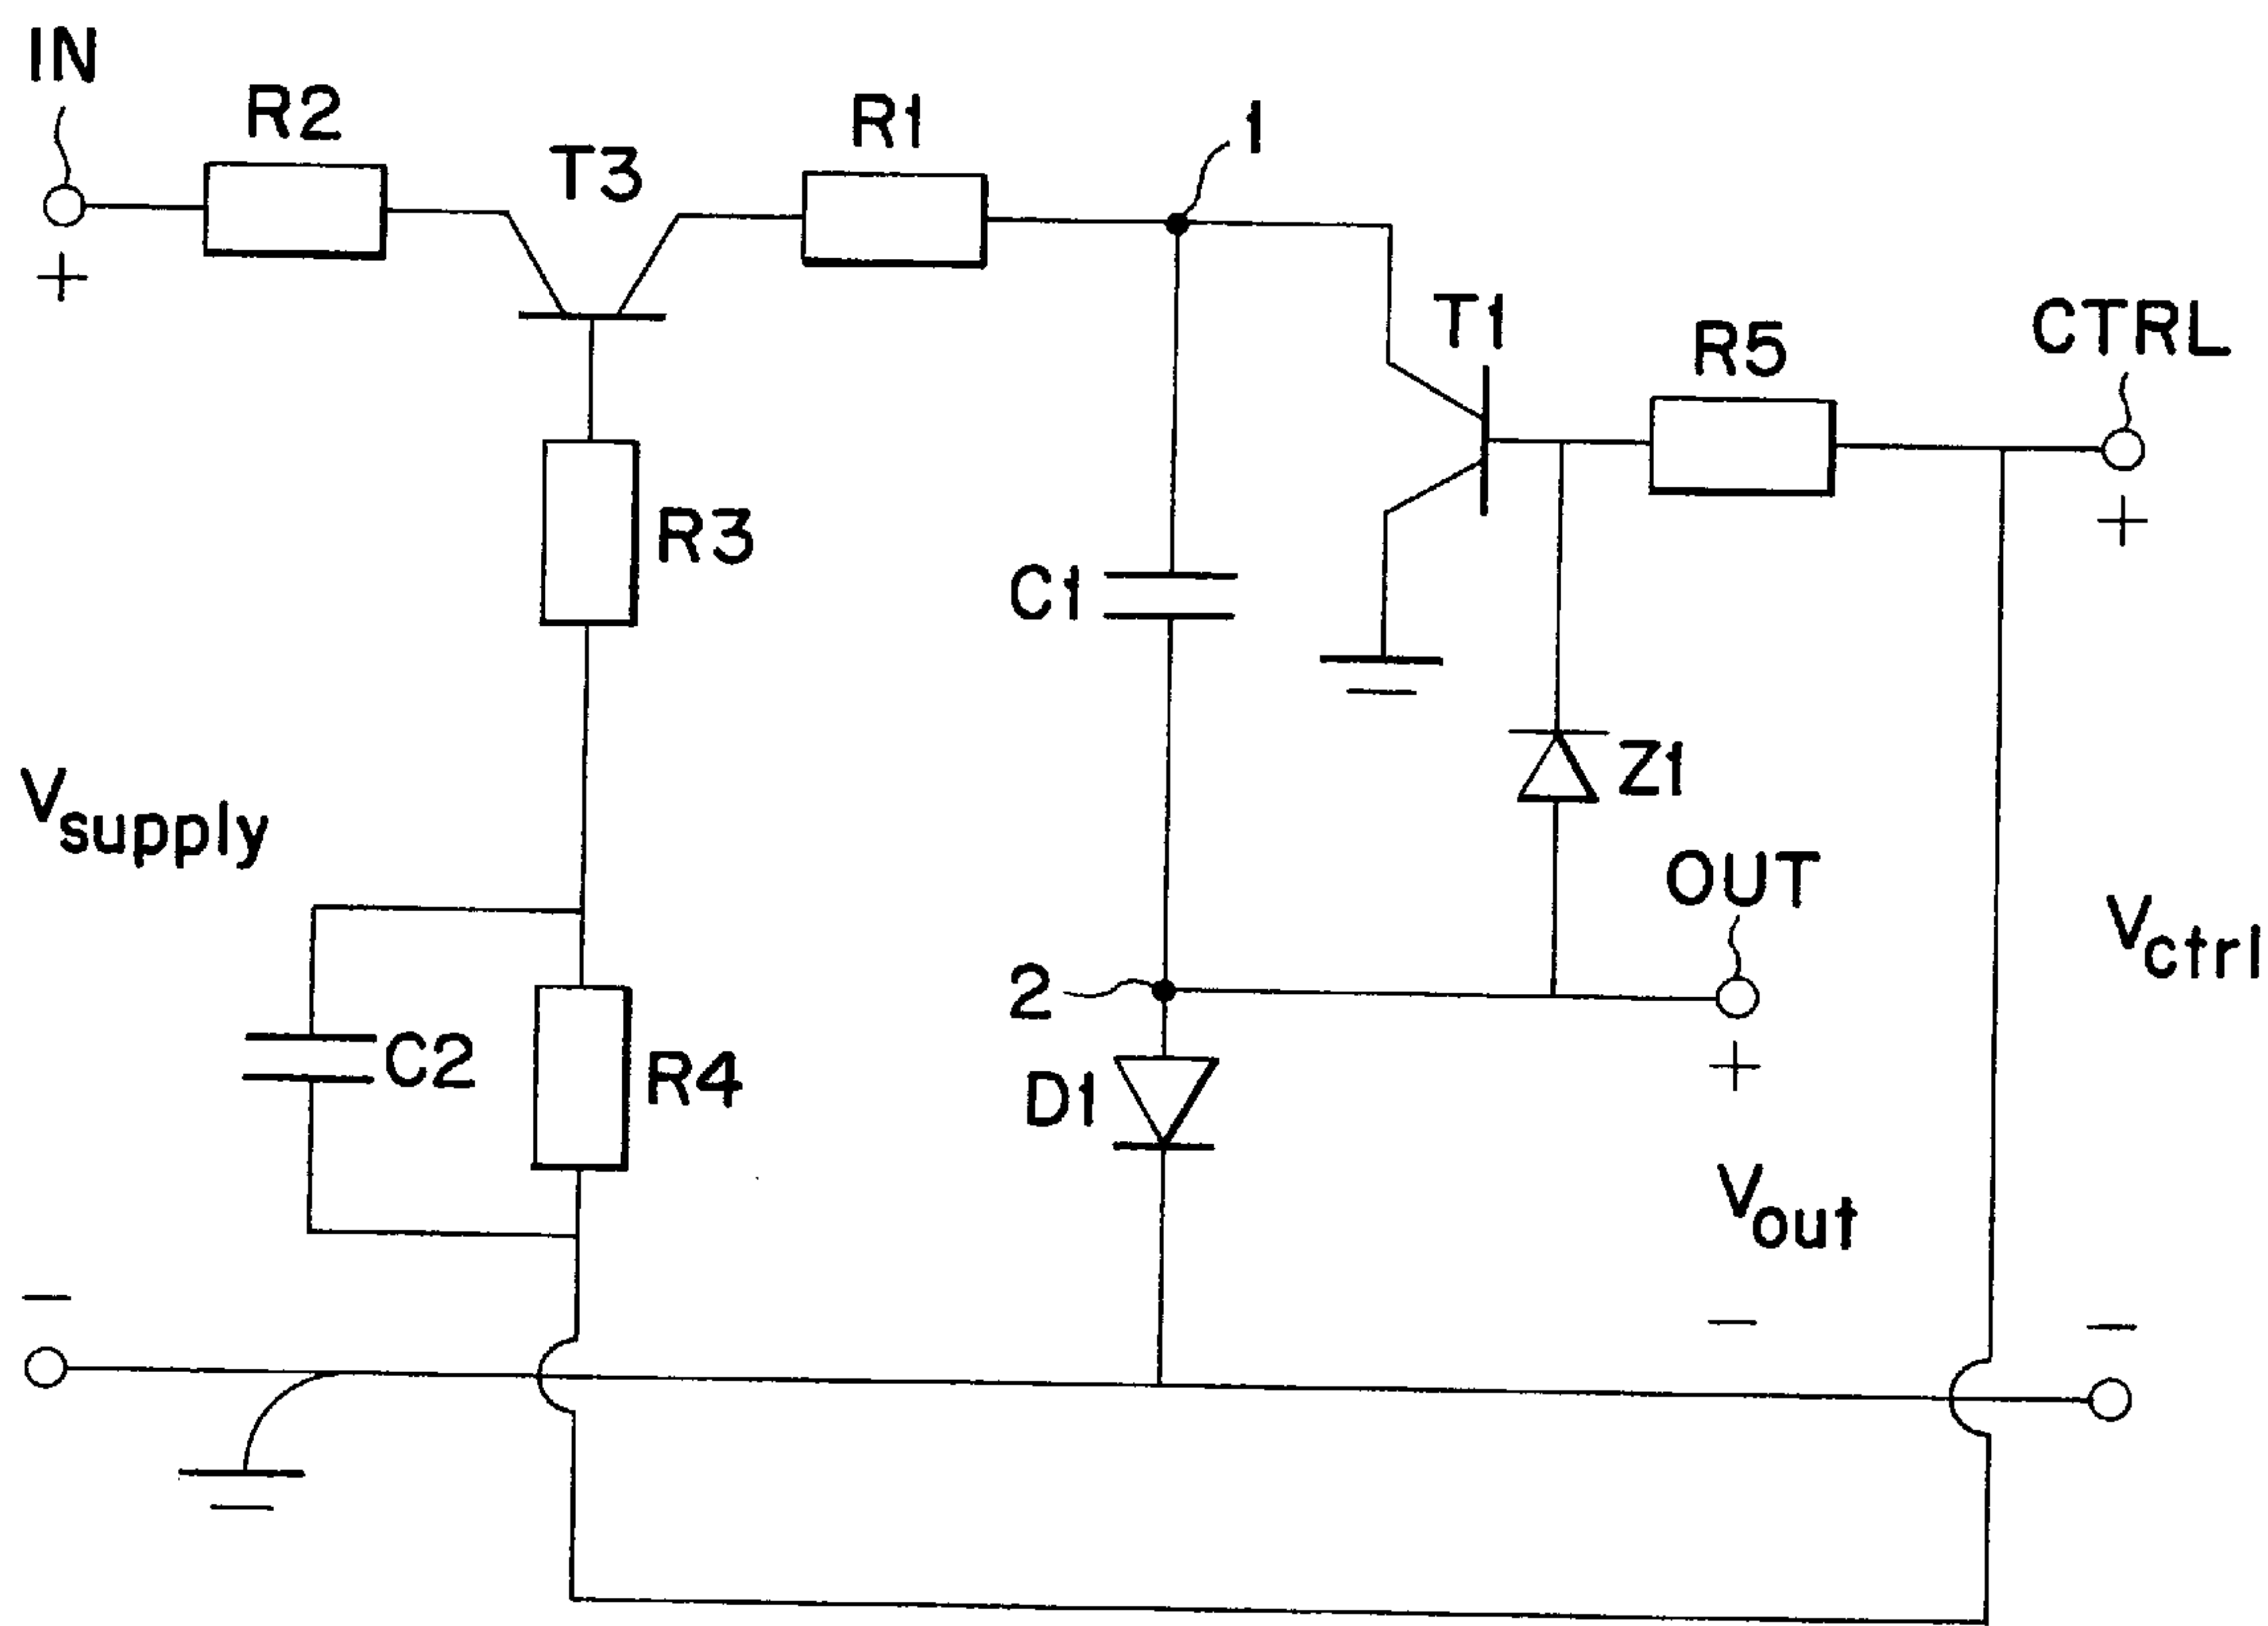 IN
R2
T3
R1
1
T1
R5
CTRL
+
+
R3
C1
Z1
Vsupply
OUT
Vctrl
2
C2
R4
D1
+
Vout
−
−
−